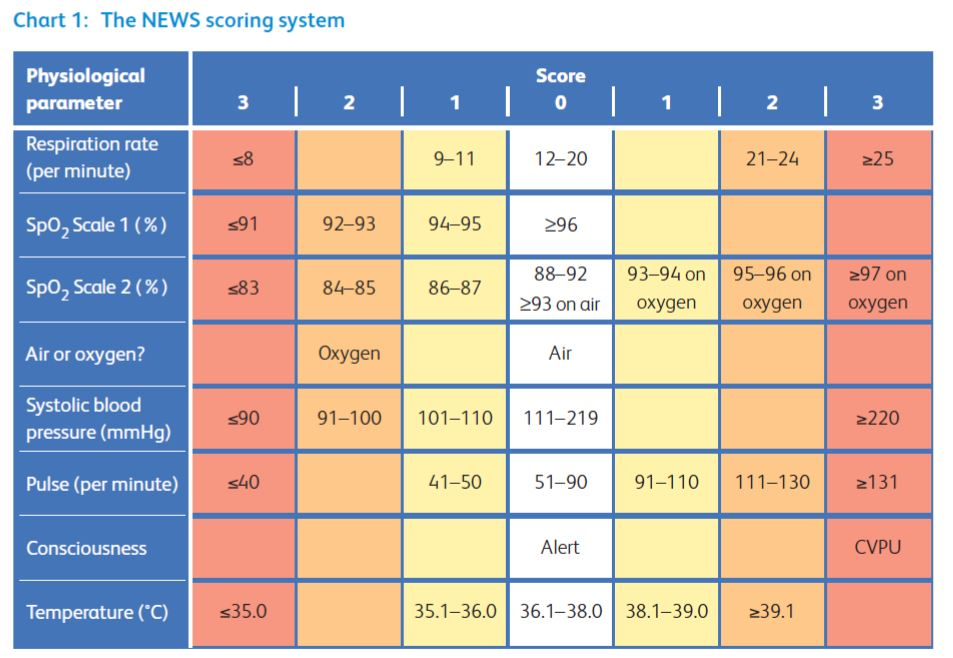 Chart 1: The NEWS scoring system
Physiological parameter
Score
3 2 1 0 1 2 3
Respiration rate (per minute) ≤8 9–11 12–20 21–24 ≥25
SpO₂ Scale 1 (%) ≤91 92–93 94–95 ≥96
SpO₂ Scale 2 (%) ≤83 84–85 86–87 88–92 ≥93 on air 93–94 on oxygen 95–96 on oxygen ≥97 on oxygen
Air or oxygen? Oxygen Air
Systolic blood pressure (mmHg) ≤90 91–100 101–110 111–219 ≥220
Pulse (per minute) ≤40 41–50 51–90 91–110 111–130 ≥131
Consciousness Alert CVPU
Temperature (°C) ≤35.0 35.1–36.0 36.1–38.0 38.1–39.0 ≥39.1